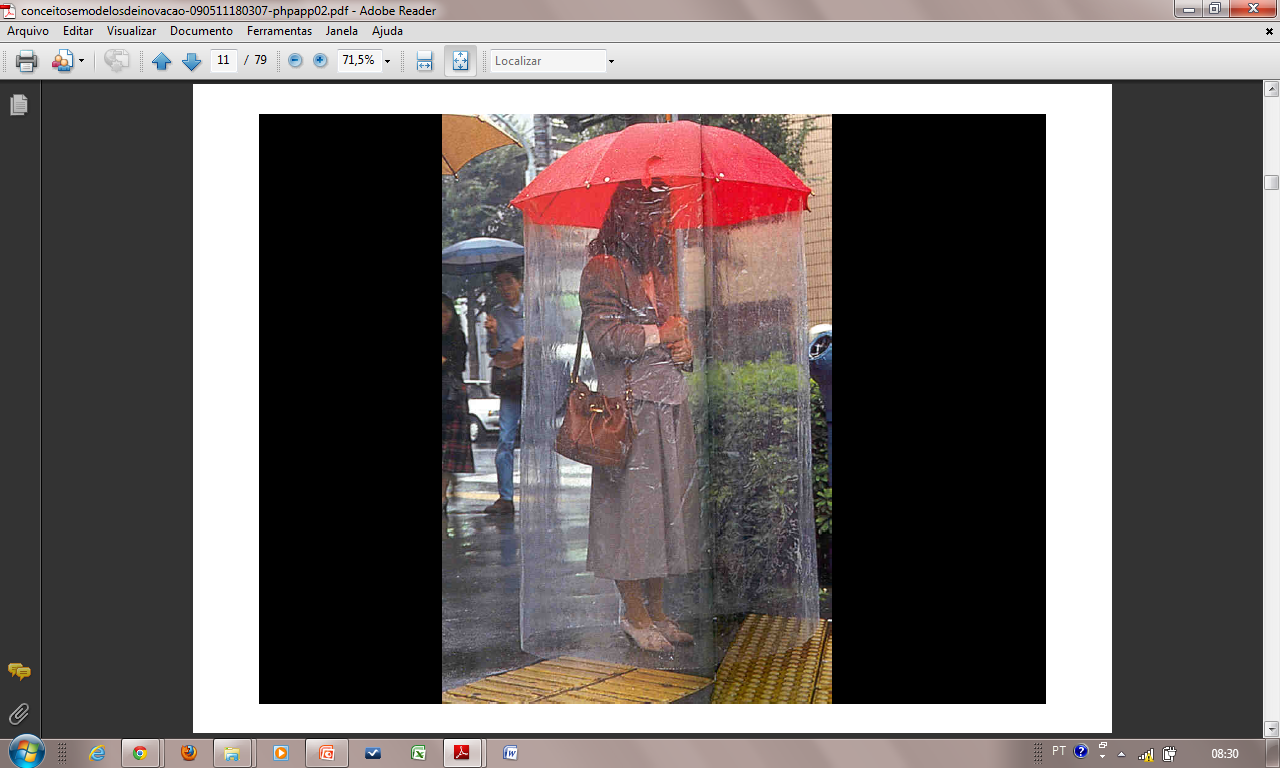 conceitosemodelosdeinovacao-090511180307-phpapp02.pdf - Adobe Reader
Arquivo Editar Visualizar Documento Ferramentas Janela Ajuda
11 / 79 71,5% Localizar
PT 08:30